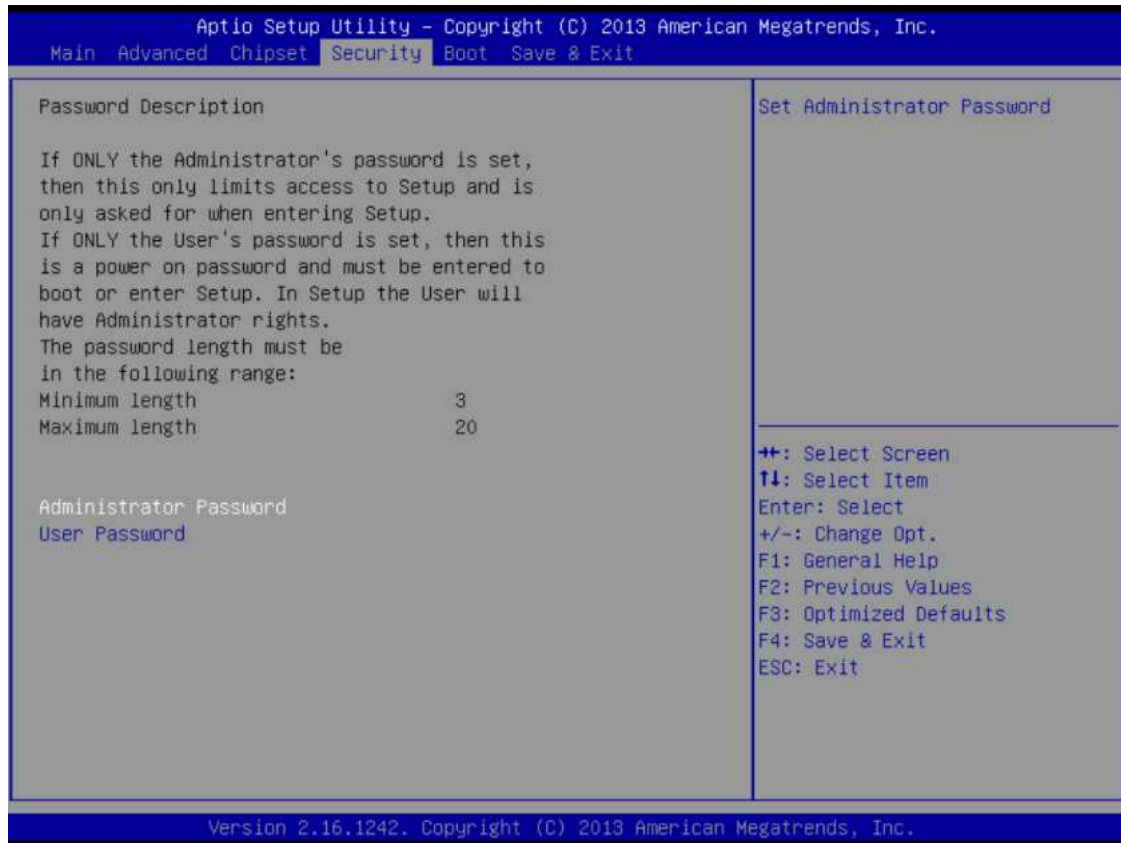 Aptio Setup Utility – Copyright (C) 2013 American Megatrends, Inc.
Main Advanced Chipset Security Boot Save & Exit
Password Description
If ONLY the Administrator's password is set,
then this only limits access to Setup and is
only asked for when entering Setup.
If ONLY the User's password is set, then this
is a power on password and must be entered to
boot or enter Setup. In Setup the User will
have Administrator rights.
The password length must be
in the following range:
Minimum length 3
Maximum length 20
Administrator Password
User Password
Set Administrator Password
→←: Select Screen
↑↓: Select Item
Enter: Select
+/-: Change Opt.
F1: General Help
F2: Previous Values
F3: Optimized Defaults
F4: Save & Exit
ESC: Exit
Version 2.16.1242. Copyright (C) 2013 American Megatrends, Inc.